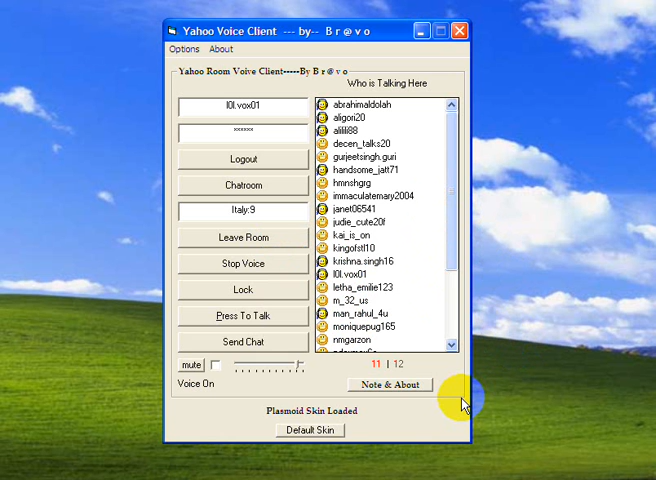 Yahoo Voice Client --- by-- B r @ v o
Options About
Yahoo Room Voive Client-----By B r @ v o
Who is Talking Here
l0l.vox01
******
Logout
Chatroom
Italy:9
Leave Room
Stop Voice
Lock
Press To Talk
Send Chat
mute
Voice On
abrahimaldolah
aligori20
alilili88
decen_talks20
gurjeetsingh.guri
handsome_jatt71
hmnshgrg
immaculatemary2004
janet06541
judie_cute20f
kai_is_on
kingofstl10
krishna.singh16
l0l.vox01
letha_emilie123
m_32_us
man_rahul_4u
moniquepug165
nmgarzon
11 | 12
Note & About
Plasmoid Skin Loaded
Default Skin